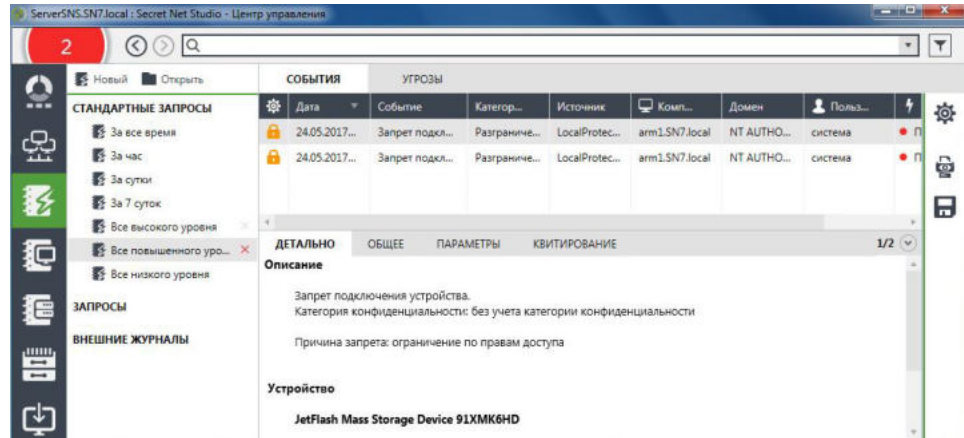 ServerSNS.SN7.local : Secret Net Studio - Центр управления
2
Новый Открыть
СОБЫТИЯ УГРОЗЫ
СТАНДАРТНЫЕ ЗАПРОСЫ
За все время
За час
За сутки
За 7 суток
Все высокого уровня
Все повышенного уро...
Все низкого уровня
ЗАПРОСЫ
ВНЕШНИЕ ЖУРНАЛЫ
Дата Событие Категор... Источник Комп... Домен Польз...
24.05.2017... Запрет подкл... Разграниче... LocalProtec... arm1.SN7.local NT AUTHO... система П
24.05.2017... Запрет подкл... Разграниче... LocalProtec... arm1.SN7.local NT AUTHO... система П
ДЕТАЛЬНО ОБЩЕЕ ПАРАМЕТРЫ КВИТИРОВАНИЕ 1/2
Описание
Запрет подключения устройства.
Категория конфиденциальности: без учета категории конфиденциальности
Причина запрета: ограничение по правам доступа
Устройство
JetFlash Mass Storage Device 91XMK6HD